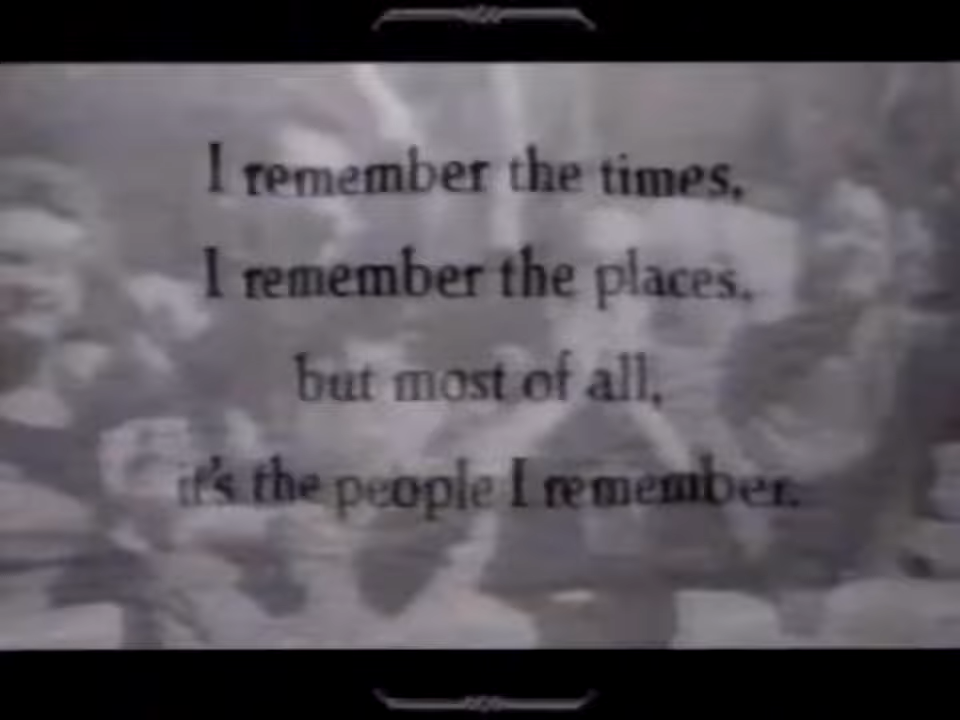 I remember the times,
I remember the places,
but most of all,
it's the people I remember.